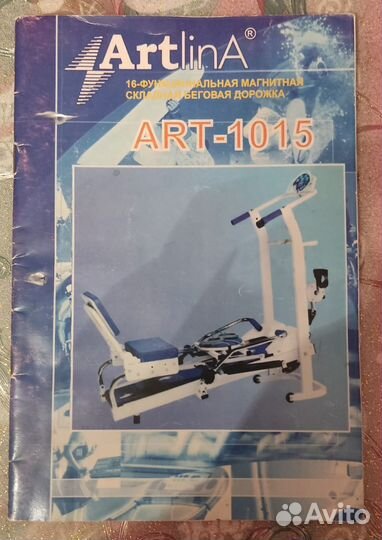 ArtlinA®
16-ФУНКЦИОНАЛЬНАЯ МАГНИТНАЯ
СКЛАДНАЯ БЕГОВАЯ ДОРОЖКА
ART-1015
Avito